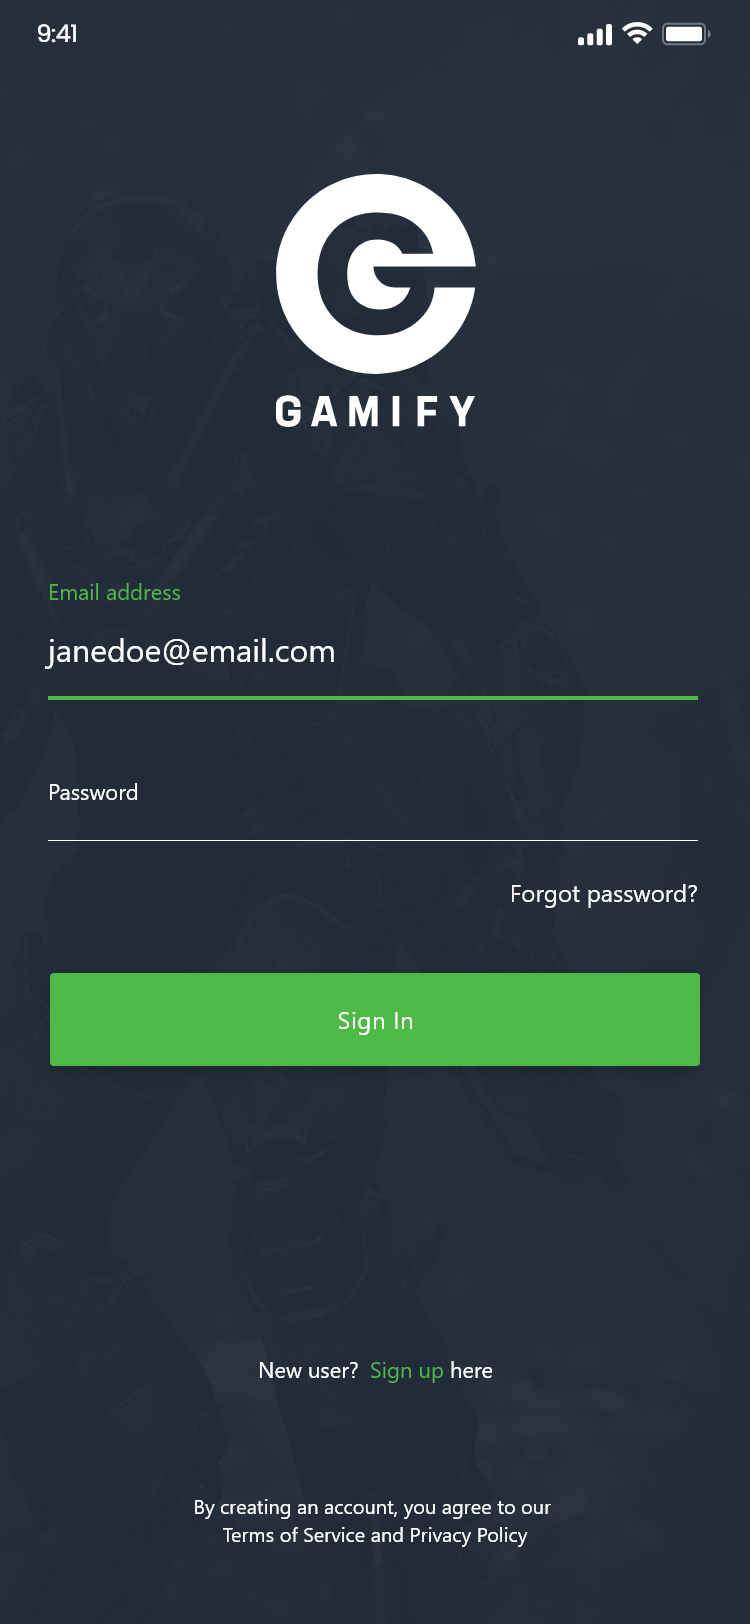 9:41
GAMIFY
Email address
janedoe@email.com
Password
Forgot password?
Sign In
New user? Sign up here
By creating an account, you agree to our
Terms of Service and Privacy Policy